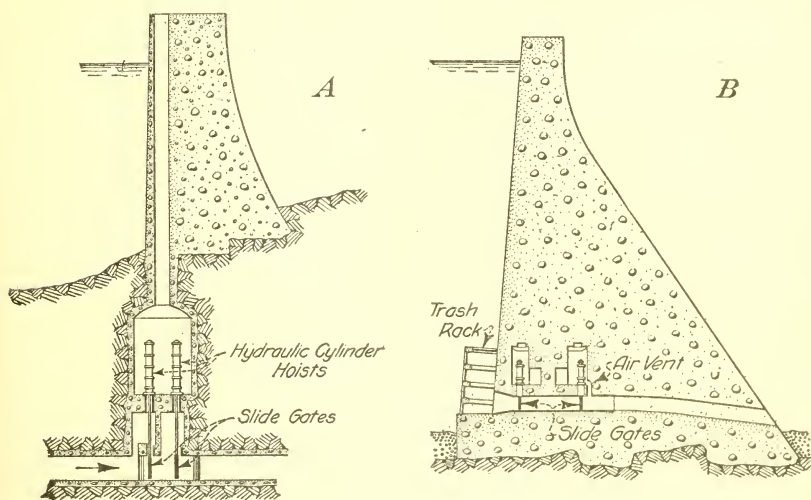 A
B
Hydraulic Cylinder
Hoists
Slide Gates
Trash
Rack
Air Vent
Slide Gates